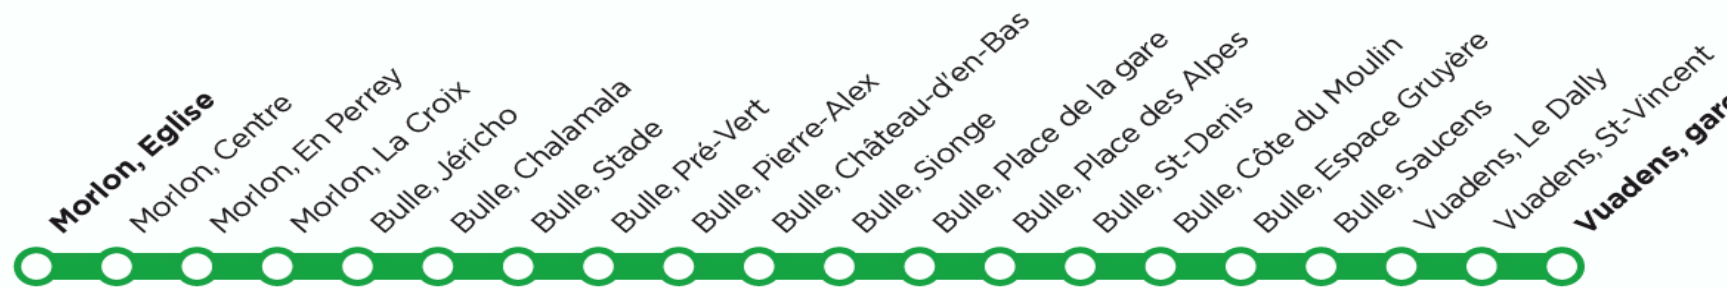 Morlon, Eglise
Morlon, Centre
Morlon, En Perrey
Morlon, La Croix
Bulle, Jéricho
Bulle, Chalamala
Bulle, Stade
Bulle, Pré-Vert
Bulle, Pierre-Alex
Bulle, Château-d'en-Bas
Bulle, Sionge
Bulle, Place de la gare
Bulle, Place des Alpes
Bulle, St-Denis
Bulle, Côte du Moulin
Bulle, Espace Gruyère
Bulle, Saucens
Vuadens, Le Dally
Vuadens, St-Vincent
Vuadens, gare